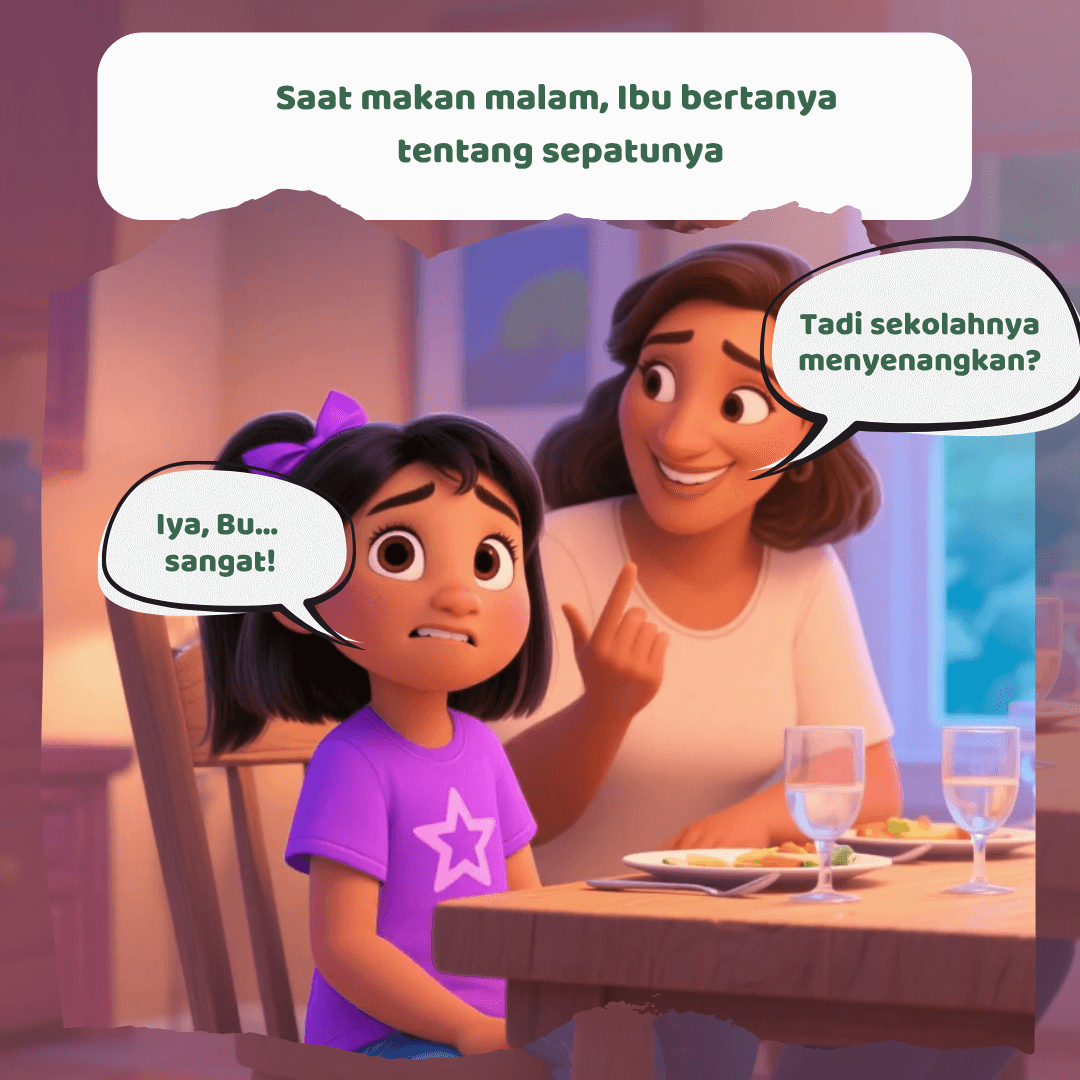 Saat makan malam, Ibu bertanya
tentang sepatunya
Tadi sekolahnya
menyenangkan?
Iya, Bu...
sangat!